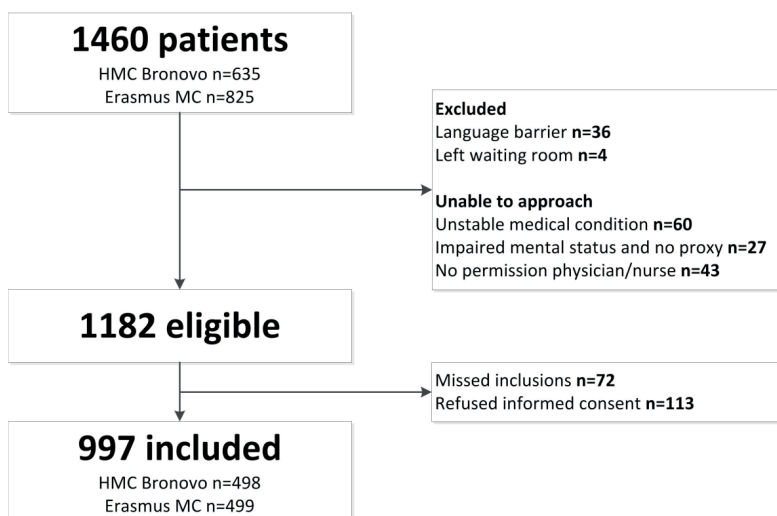 1460 patients
HMC Bronovo n=635
Erasmus MC n=825
Excluded
Language barrier n=36
Left waiting room n=4
Unable to approach
Unstable medical condition n=60
Impaired mental status and no proxy n=27
No permission physician/nurse n=43
1182 eligible
Missed inclusions n=72
Refused informed consent n=113
997 included
HMC Bronovo n=498
Erasmus MC n=499